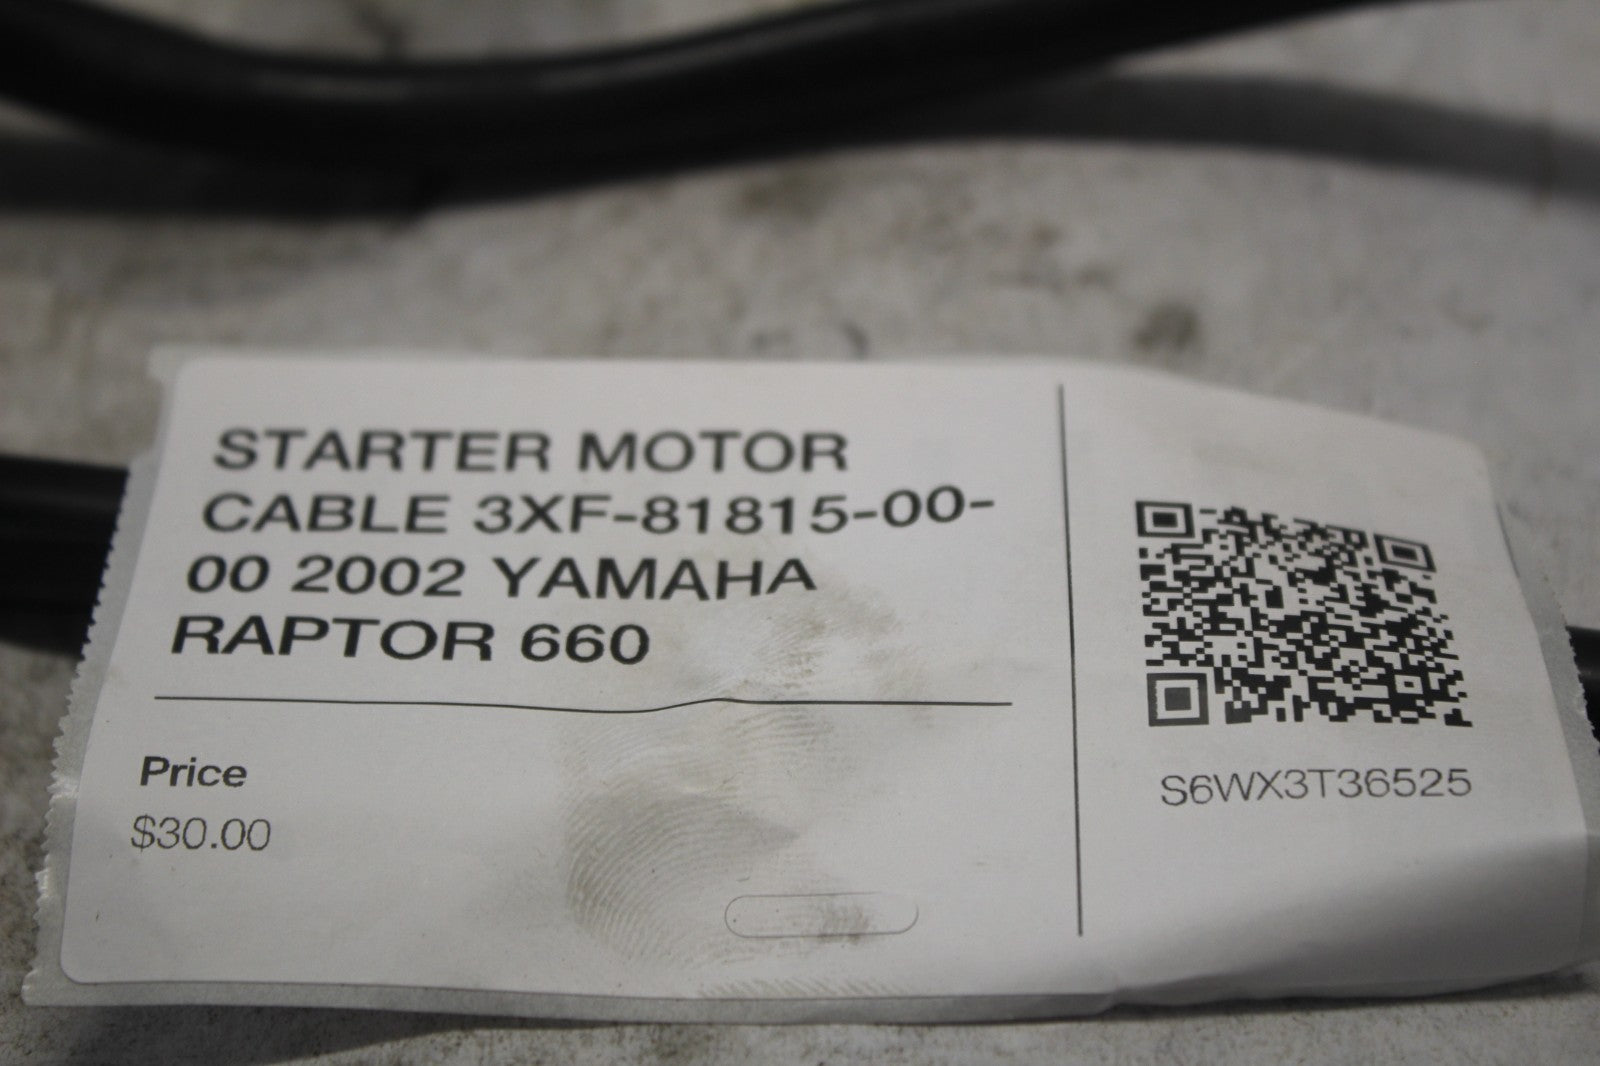 STARTER MOTOR
CABLE 3XF-81815-00-
00 2002 YAMAHA
RAPTOR 660
Price
$30.00
S6WX3T36525